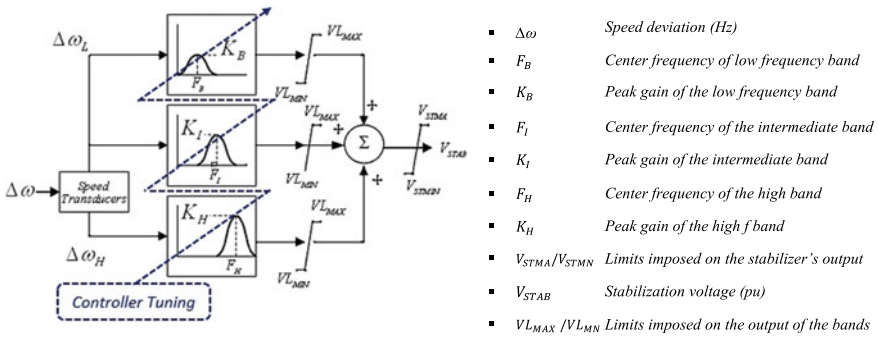 Δω_L
K_B
F_B
VL_MAX
VL_MIN
K_I
F_I
VL_MAX
VL_MIN
Δω
Speed
Transducers
Σ
+
+
+
V_STMA
V_STAB
V_STMIN
Δω_H
K_H
F_H
VL_MAX
VL_MIN
Controller Tuning
▪ Δω Speed deviation (Hz)
▪ F_B Center frequency of low frequency band
▪ K_B Peak gain of the low frequency band
▪ F_I Center frequency of the intermediate band
▪ K_I Peak gain of the intermediate band
▪ F_H Center frequency of the high band
▪ K_H Peak gain of the high f band
▪ V_STMA/V_STMN Limits imposed on the stabilizer’s output
▪ V_STAB Stabilization voltage (pu)
▪ VL_MAX /VL_MN Limits imposed on the output of the bands